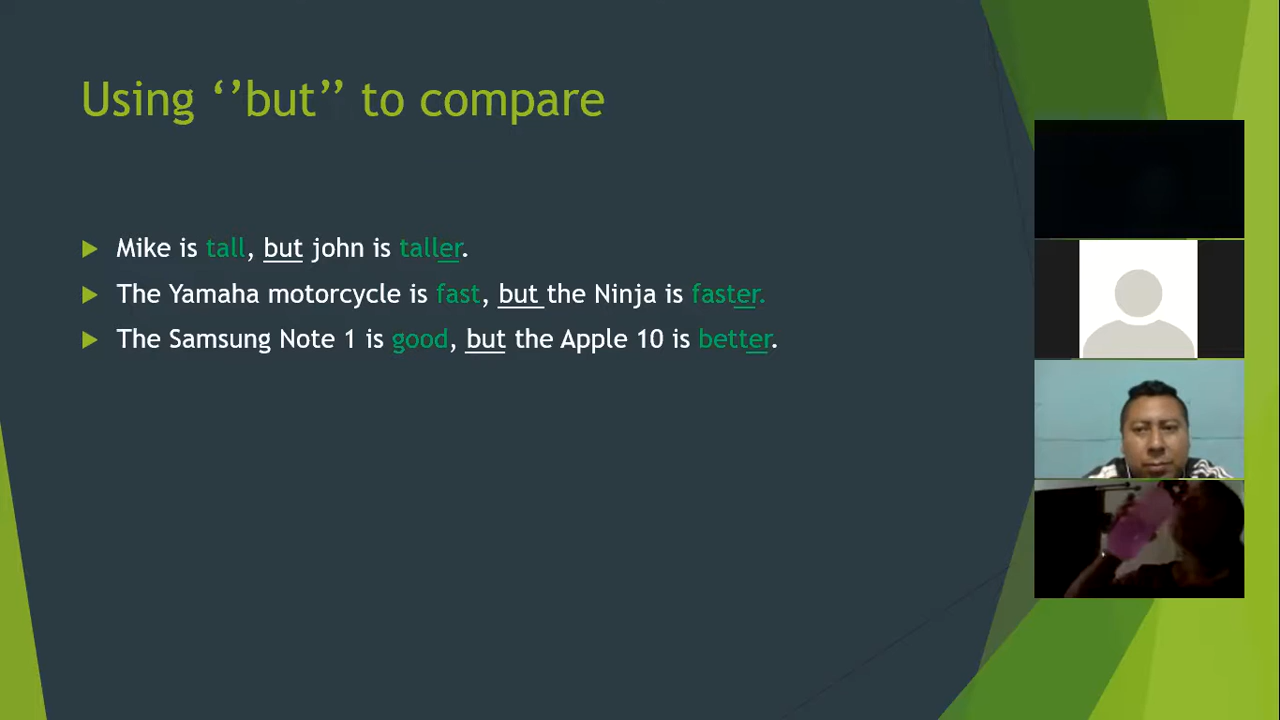 Using ‘’but’’ to compare
Mike is tall, but john is taller.
The Yamaha motorcycle is fast, but the Ninja is faster.
The Samsung Note 1 is good, but the Apple 10 is better.